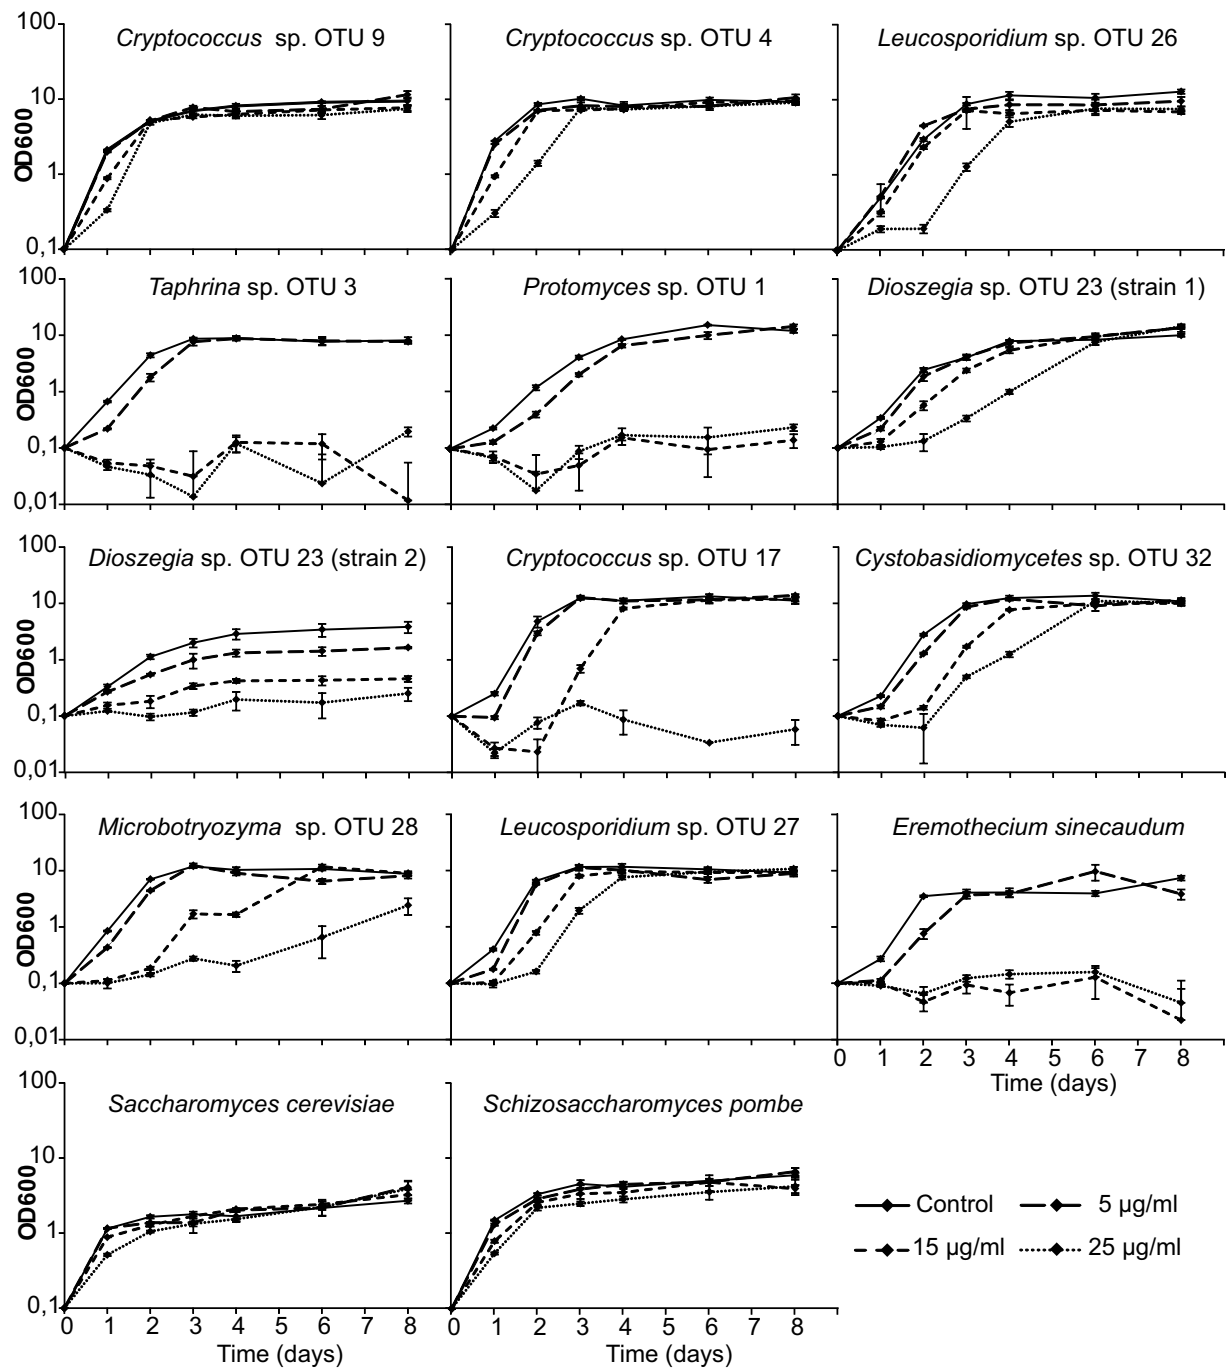 Cryptococcus sp. OTU 9
Cryptococcus sp. OTU 4
Leucosporidium sp. OTU 26
100
10
1
0,1
OD600
Taphrina sp. OTU 3
Protomyces sp. OTU 1
Dioszegia sp. OTU 23 (strain 1)
100
10
1
0,1
0,01
OD600
Dioszegia sp. OTU 23 (strain 2)
Cryptococcus sp. OTU 17
Cystobasidiomycetes sp. OTU 32
100
10
1
0,1
0,01
OD600
Microbotryozyma sp. OTU 28
Leucosporidium sp. OTU 27
Eremothecium sinecaudum
100
10
1
0,1
0,01
OD600
0 1 2 3 4 5 6 7 8
Time (days)
Saccharomyces cerevisiae
Schizosaccharomyces pombe
100
10
1
0,1
OD600
0 1 2 3 4 5 6 7 8
Time (days)
0 1 2 3 4 5 6 7 8
Time (days)
Control
5 µg/ml
15 µg/ml
25 µg/ml